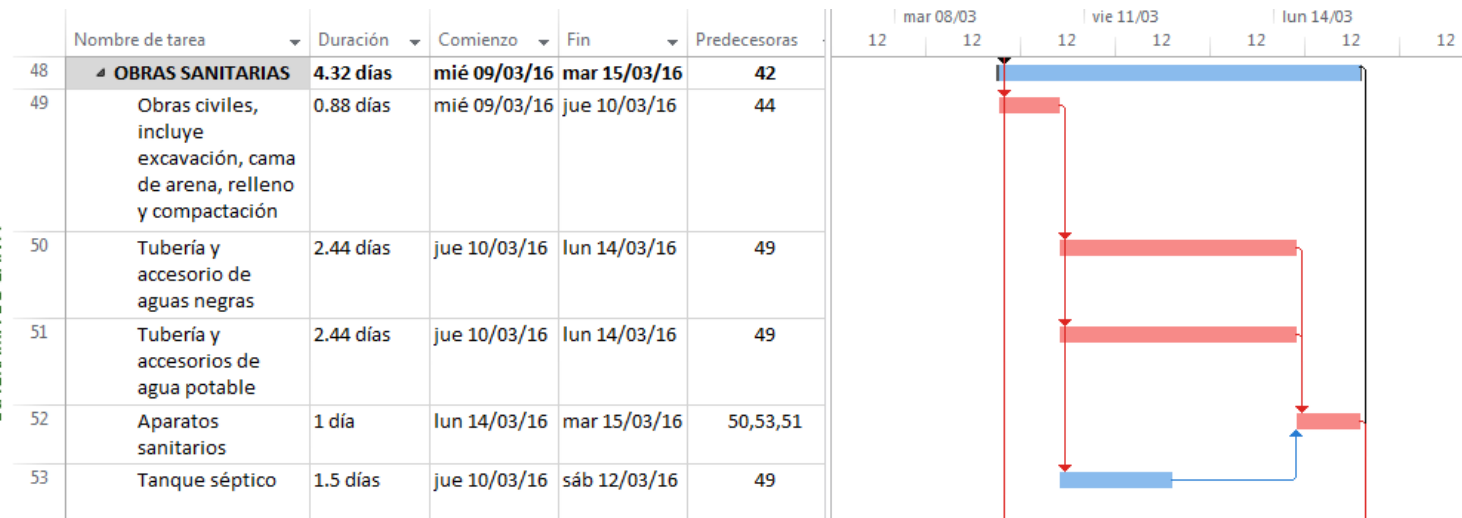 mar 08/03 vie 11/03 lun 14/03
Nombre de tarea Duración Comienzo Fin Predecesoras 12 12 12 12 12 12 12
48 OBRAS SANITARIAS 4.32 días mié 09/03/16 mar 15/03/16 42
49 Obras civiles, 0.88 días mié 09/03/16 jue 10/03/16 44
incluye
excavación, cama
de arena, relleno
y compactación
50 Tubería y 2.44 días jue 10/03/16 lun 14/03/16 49
accesorio de
aguas negras
51 Tubería y 2.44 días jue 10/03/16 lun 14/03/16 49
accesorios de
agua potable
52 Aparatos 1 día lun 14/03/16 mar 15/03/16 50,53,51
sanitarios
53 Tanque séptico 1.5 días jue 10/03/16 sáb 12/03/16 49